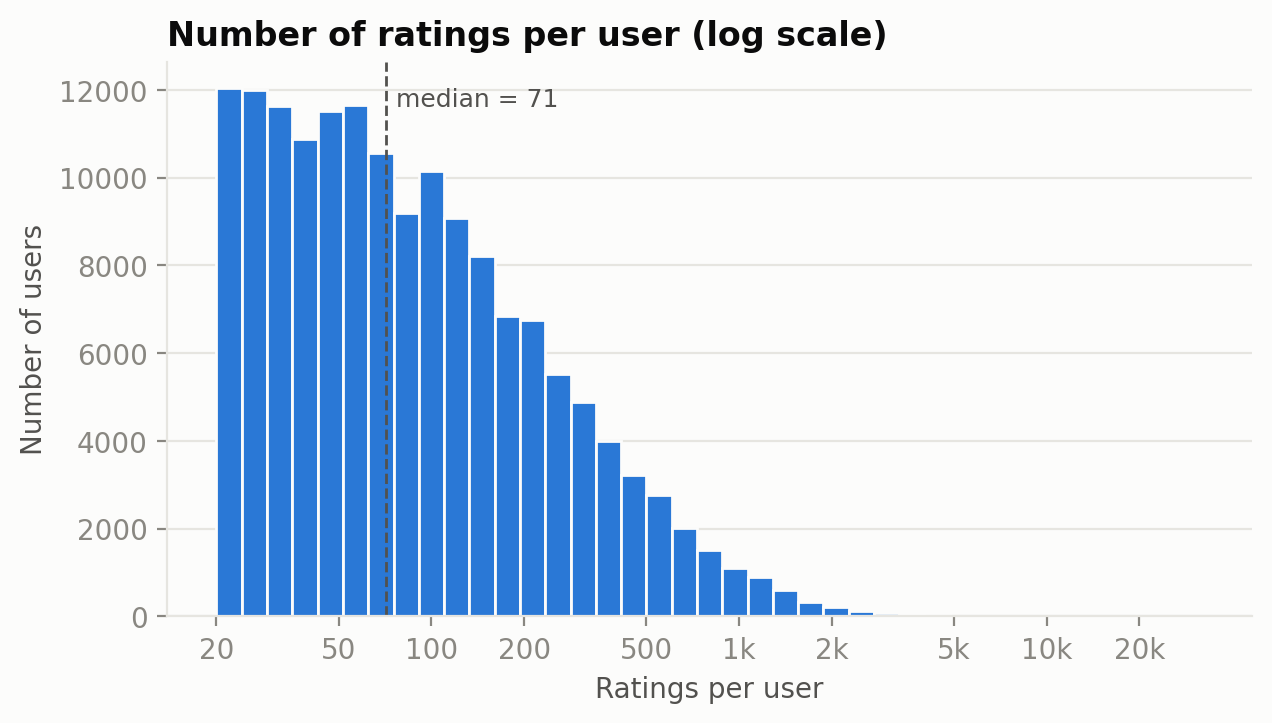 Number of ratings per user (log scale)
median = 71
Number of users
12000
10000
8000
6000
4000
2000
0
20 50 100 200 500 1k 2k 5k 10k 20k
Ratings per user